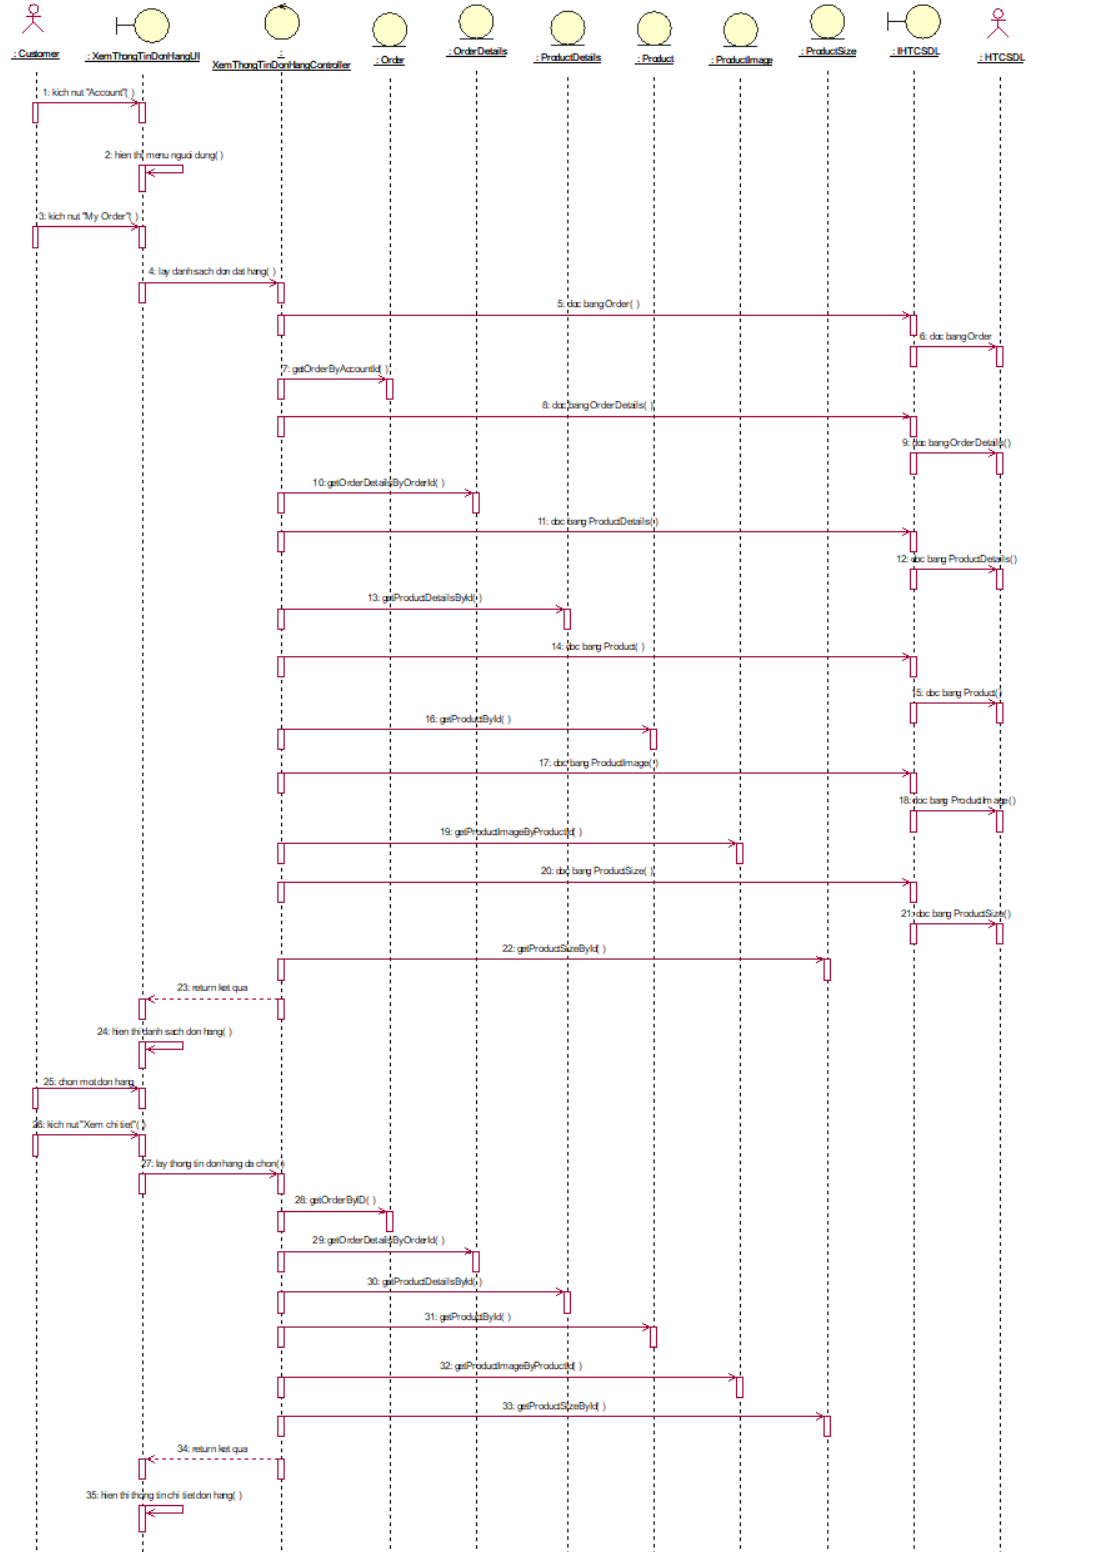 : Customer
: XemThongTinDonHangUI
:
XemThongTinDonHangController
: Order
: OrderDetails
: ProductDetails
: Product
: ProductImage
: ProductSize
: IHTCSDL
: HTCSDL
1: kich nut "Account"( )
2: hien thi menu nguoi dung( )
3: kich nut "My Order"( )
4: lay danh sach don dat hang( )
5: doc bang Order( )
6: doc bang Order
7: getOrderByAccountId( )
8: doc bang OrderDetails( )
9: doc bang OrderDetails( )
10: getOrderDetailsByOrderId( )
11: doc bang ProductDetails( )
12: doc bang ProductDetails( )
13: getProductDetailsById( )
14: doc bang Product( )
15: doc bang Product( )
16: getProductById( )
17: doc bang ProductImage( )
18: doc bang ProductImage( )
19: getProductImageByProductId( )
20: doc bang ProductSize( )
21: doc bang ProductSize( )
22: getProductSizeById( )
23: return ket qua
24: hien thi danh sach don hang( )
25: chon mot don hang
26: kich nut "Xem chi tiet"( )
27: lay thong tin don hang da chon( )
28: getOrderByID( )
29: getOrderDetailsByOrderId( )
30: getProductDetailsById( )
31: getProductById( )
32: getProductImageByProductId( )
33: getProductSizeById( )
34: return ket qua
35: hien thi thong tin chi tiet don hang( )